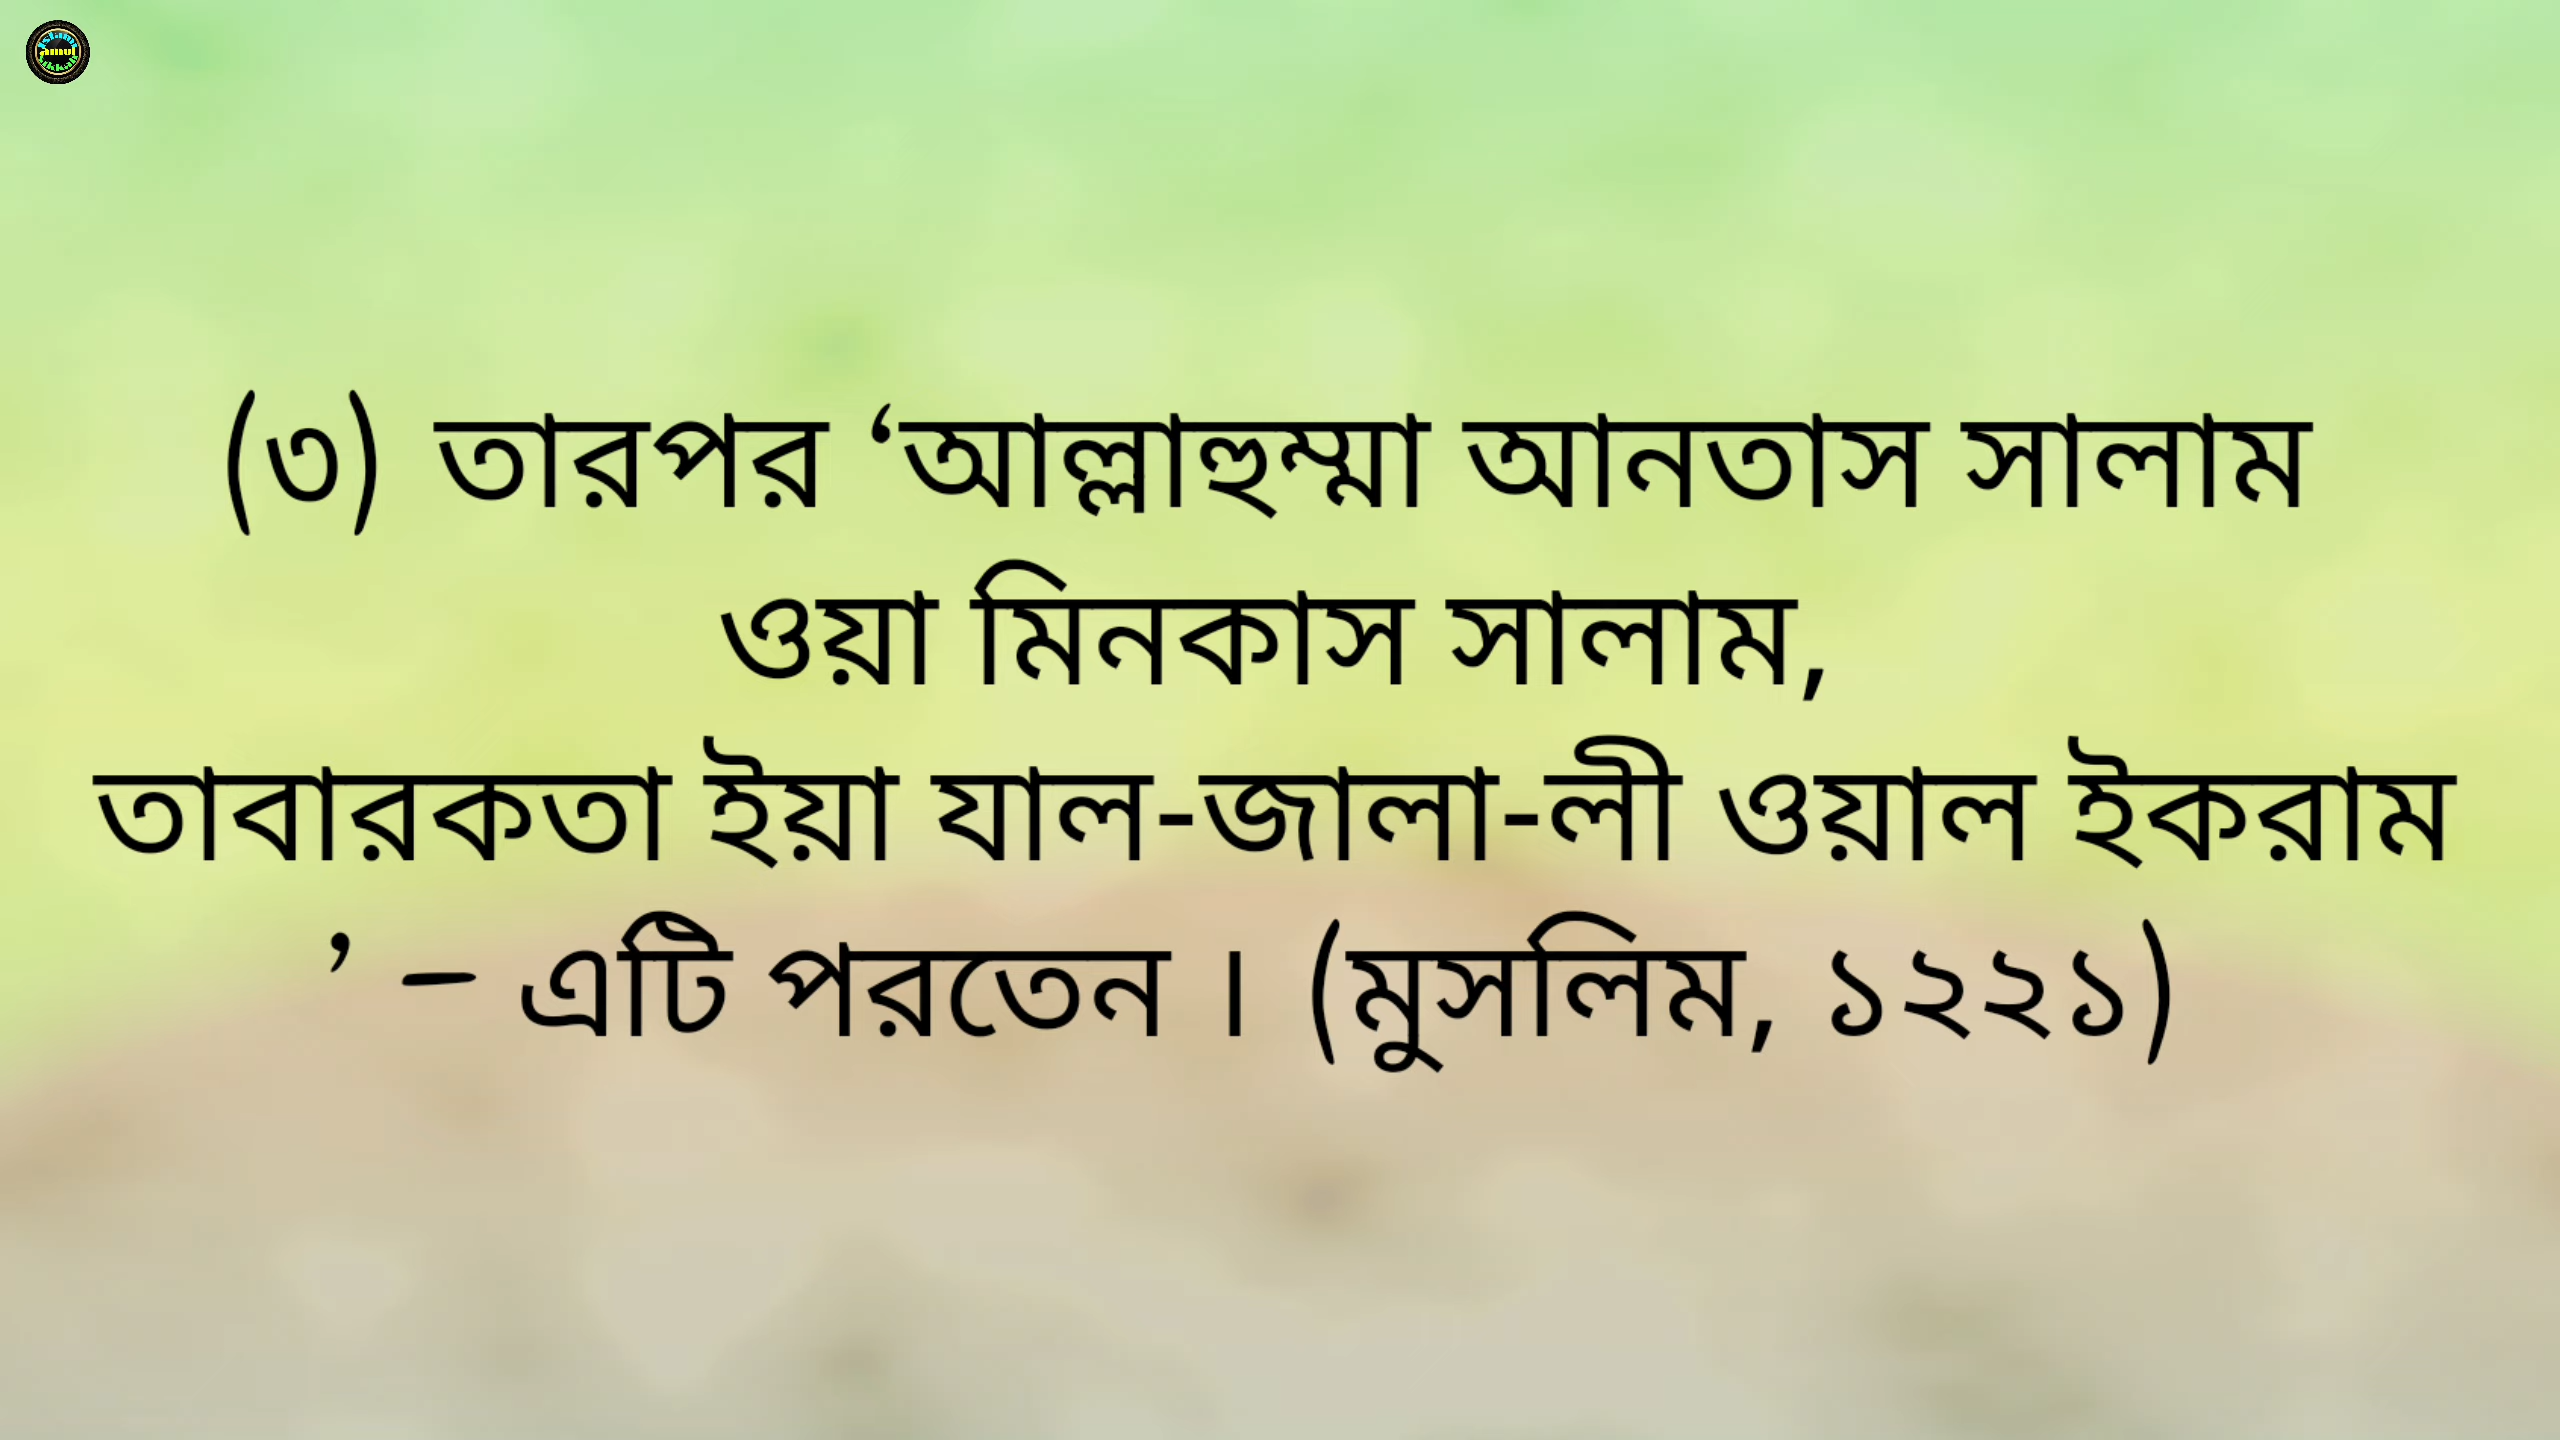 (৩) তারপর ‘আল্লাহুম্মা আনতাস সালাম
ওয়া মিনকাস সালাম,
তাবারকতা ইয়া যাল-জালা-লী ওয়াল ইকরাম
’ – এটি পরতেন । (মুসলিম, ১২২১)